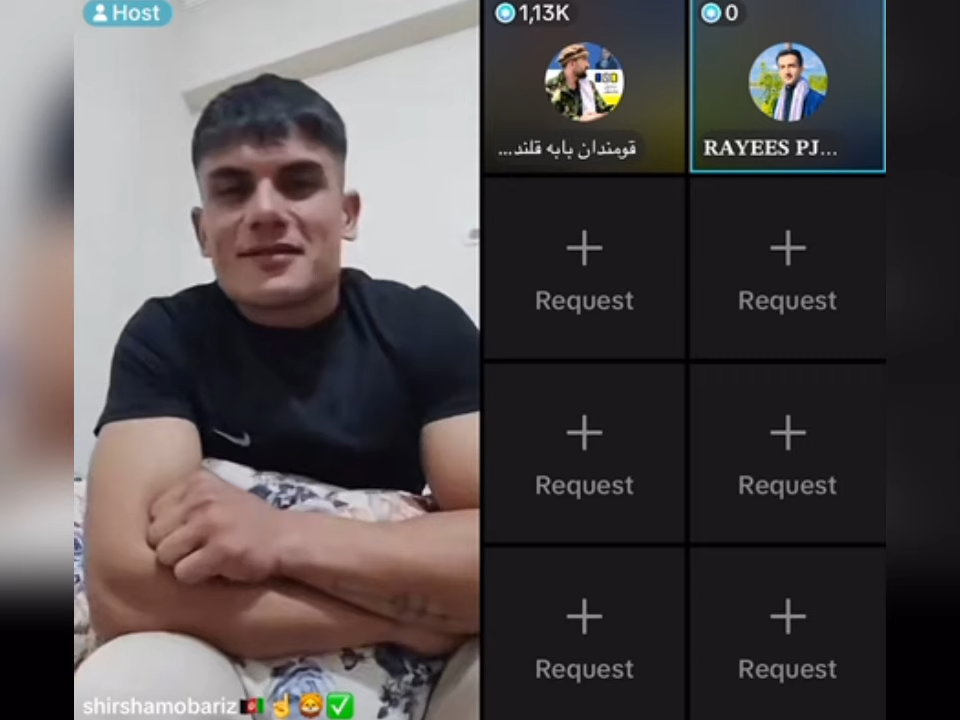 Host
1,13K
0
قومندان بابه قلند...
RAYEES PJ...
Request
Request
Request
Request
Request
Request
shirshamobariz🇦🇫☝️🦁✅